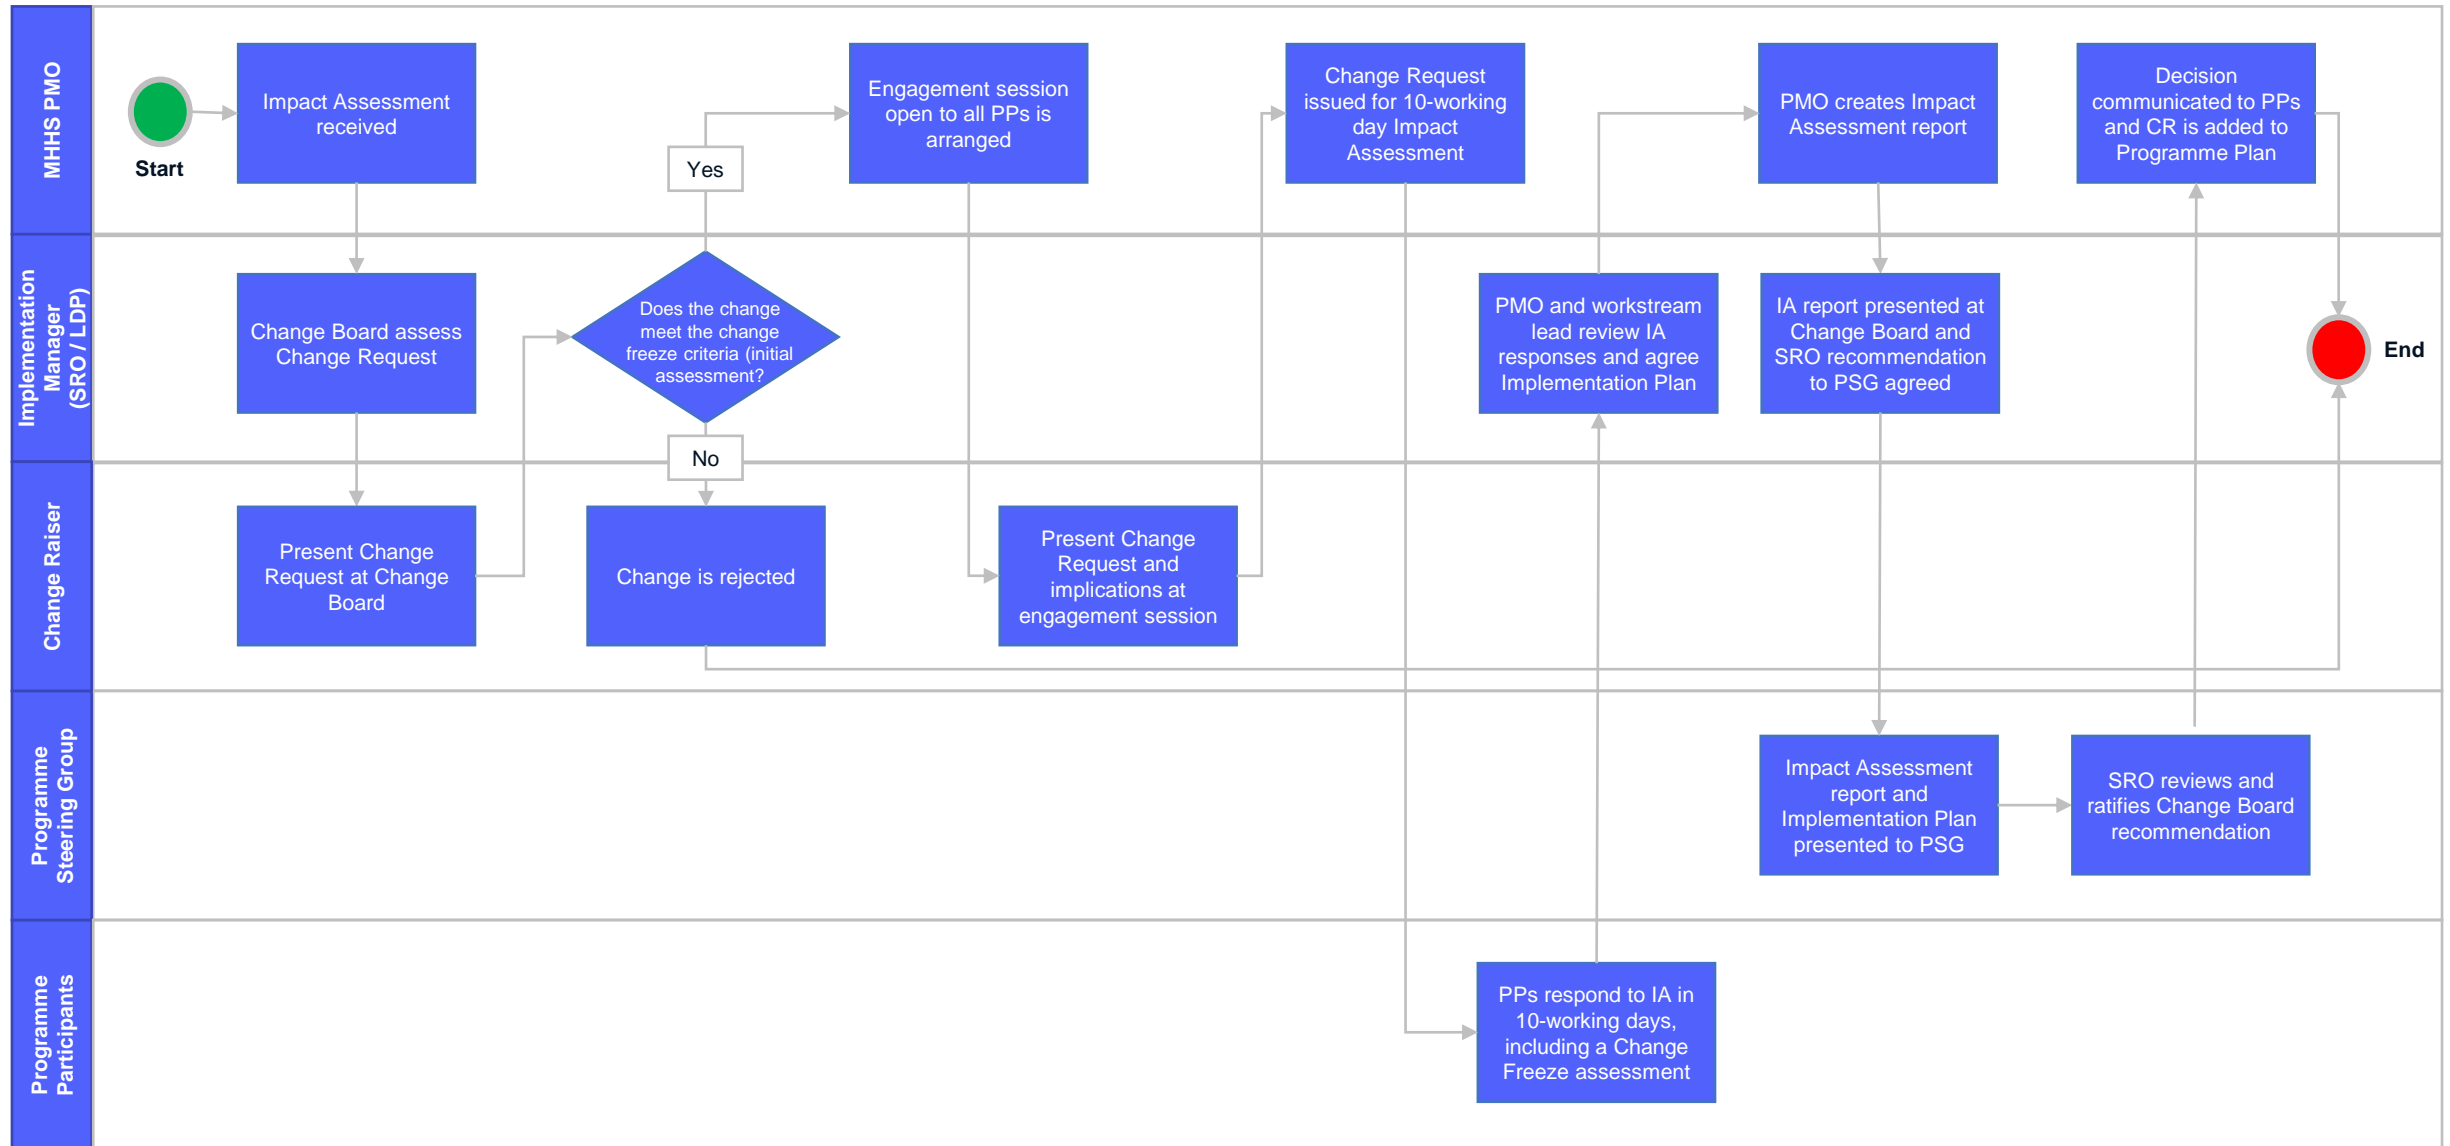 MHHS PMO
Start
Impact Assessment
received
Yes
Engagement session
open to all PPs is
arranged
Change Request
issued for 10-working
day Impact
Assessment
PMO creates Impact
Assessment report
Decision
communicated to PPs
and CR is added to
Programme Plan
Implementation
Manager
(SRO / LDP)
Change Board assess
Change Request
Does the change
meet the change
freeze criteria (initial
assessment?
PMO and workstream
lead review IA
responses and agree
Implementation Plan
IA report presented at
Change Board and
SRO recommendation
to PSG agreed
End
No
Change Raiser
Present Change
Request at Change
Board
Change is rejected
Present Change
Request and
implications at
engagement session
Programme
Steering Group
Impact Assessment
report and
Implementation Plan
presented to PSG
SRO reviews and
ratifies Change Board
recommendation
Programme
Participants
PPs respond to IA in
10-working days,
including a Change
Freeze assessment